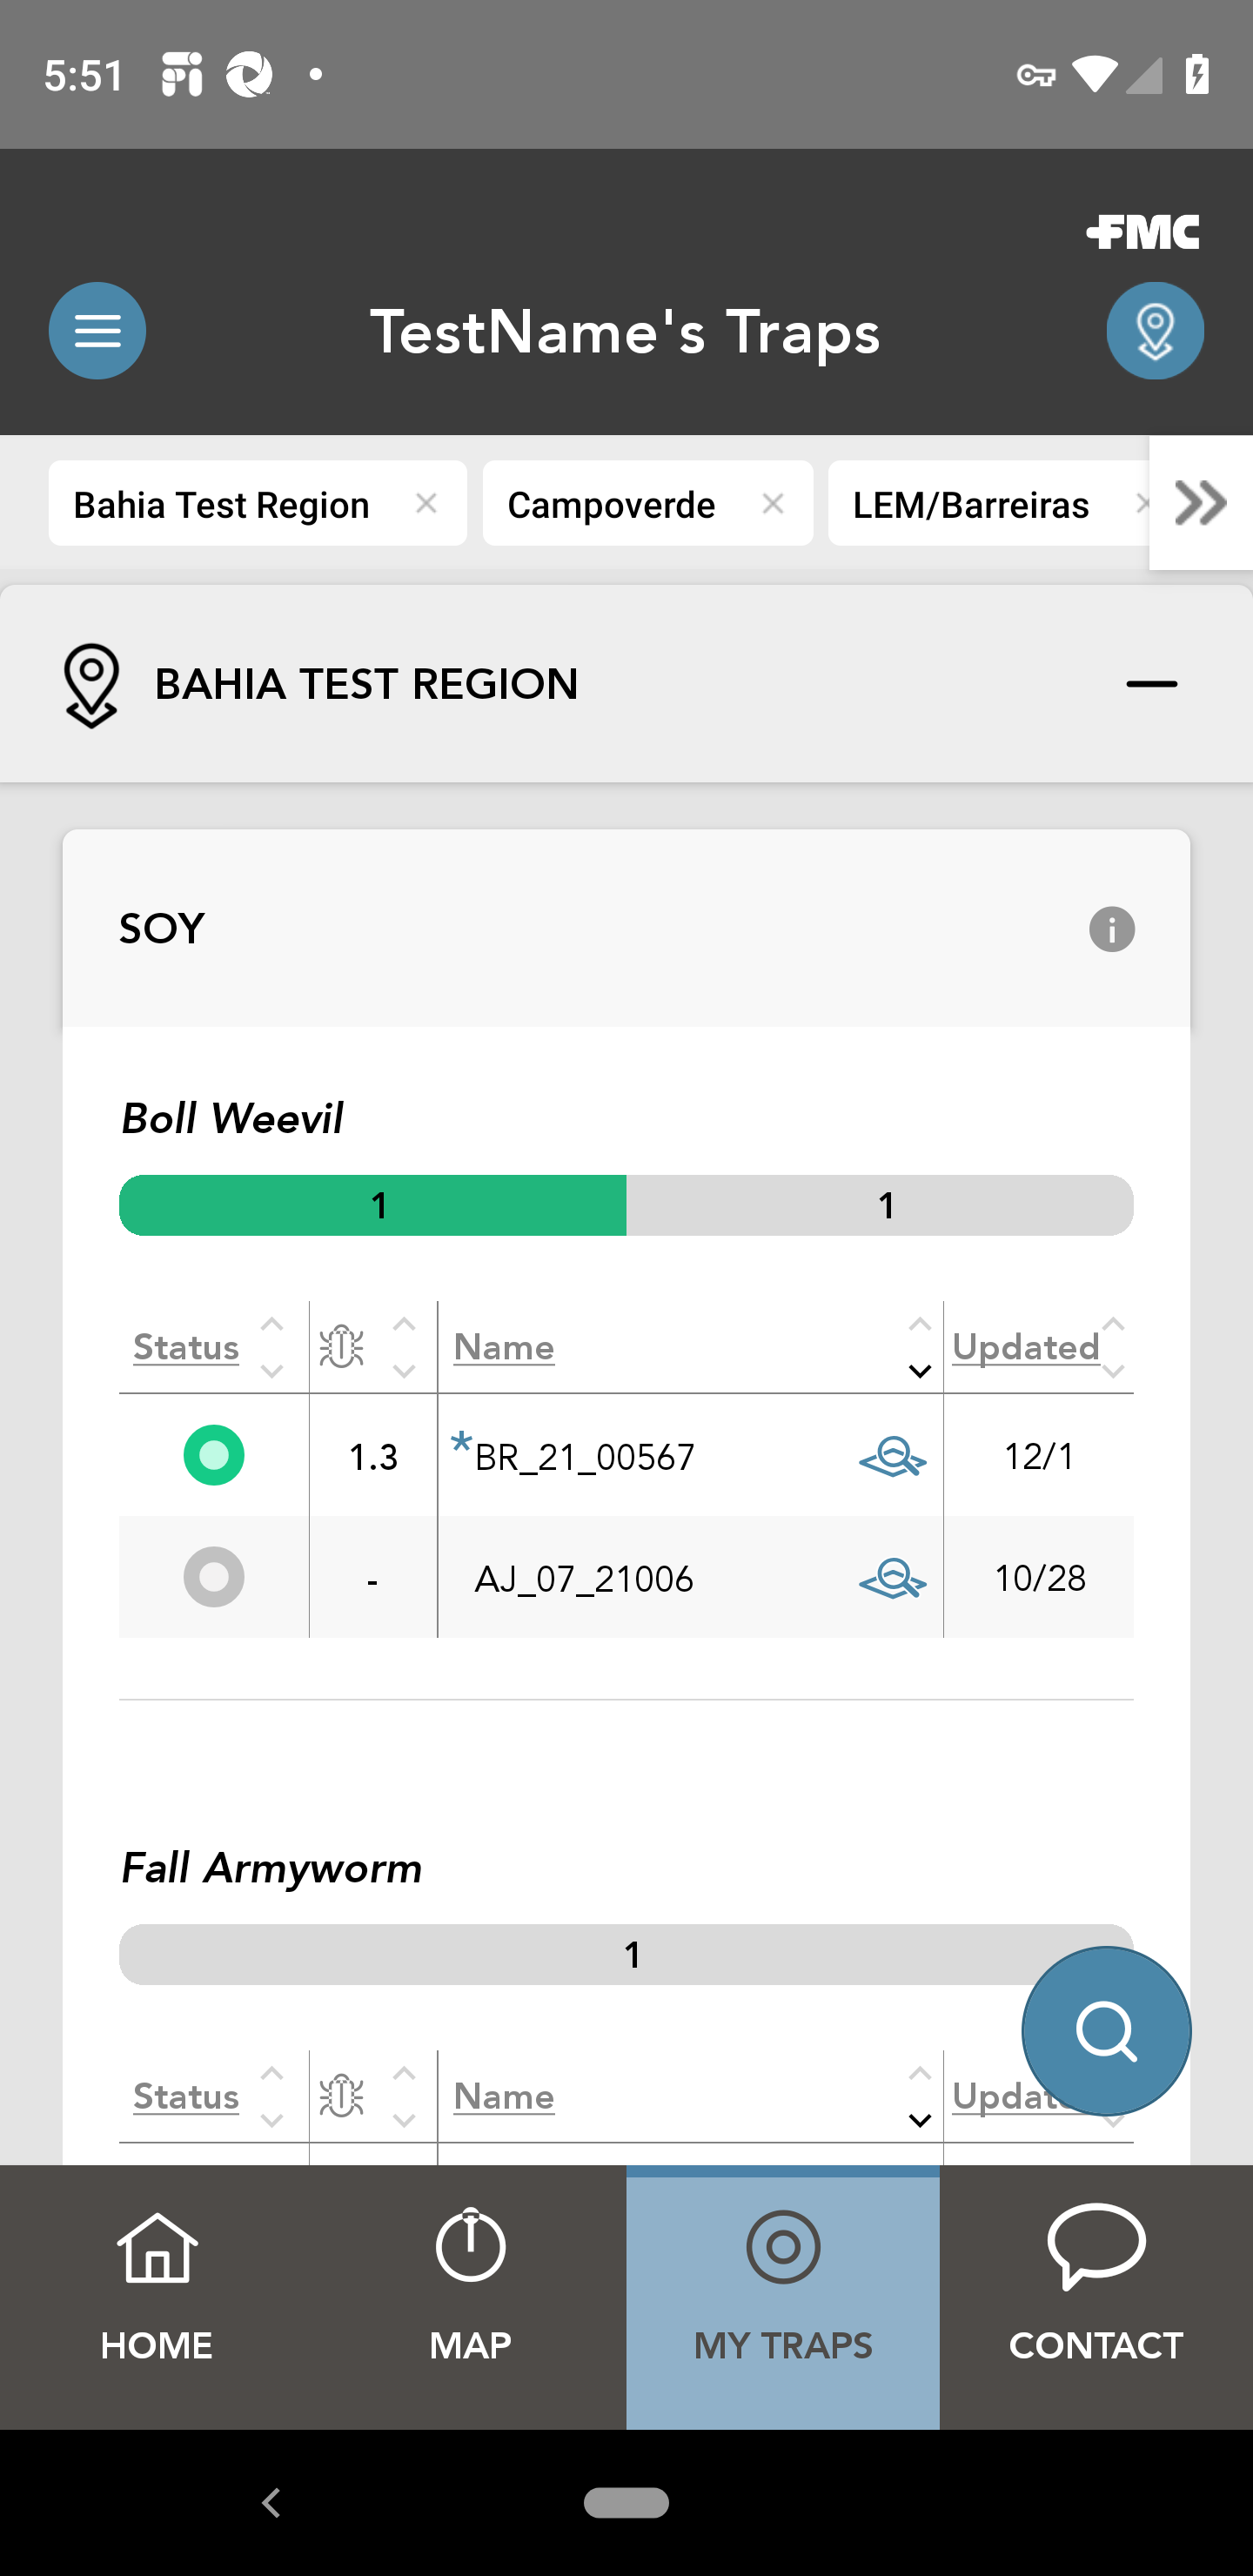 5:51
FMC
TestName's Traps
Bahia Test Region
Campoverde
LEM/Barreiras
BAHIA TEST REGION
SOY
Boll Weevil
1 1
Status Name Updated
1.3 *BR_21_00567 12/1
- AJ_07_21006 10/28
Fall Armyworm
1
Status Name
HOME MAP MY TRAPS CONTACT